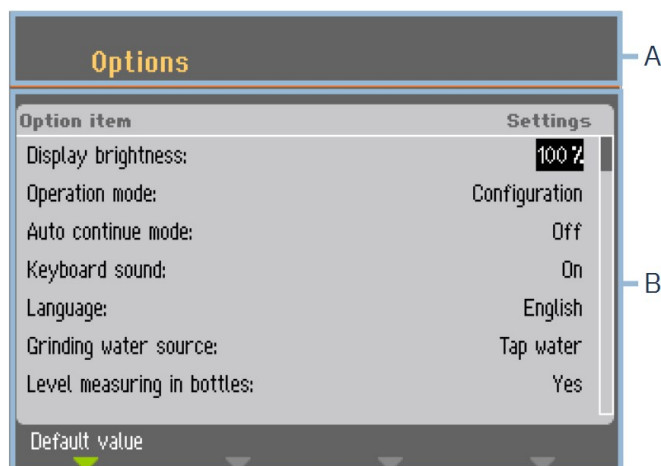 Options
A
Option item Settings
Display brightness: 100 %
Operation mode: Configuration
Auto continue mode: Off
Keyboard sound: On
B
Language: English
Grinding water source: Tap water
Level measuring in bottles: Yes
Default value